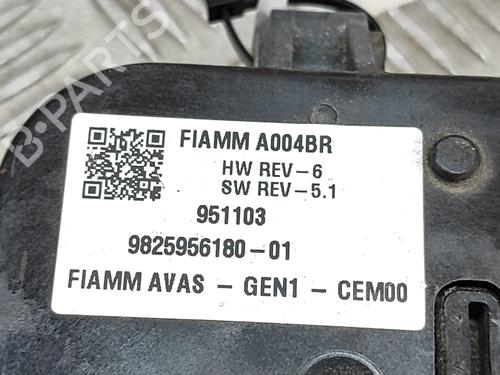 FIAMM A004BR
HW REV-6
SW REV-5.1
951103
9825956180-01
FIAMM AVAS - GEN1 - CEM00
B-PARTS